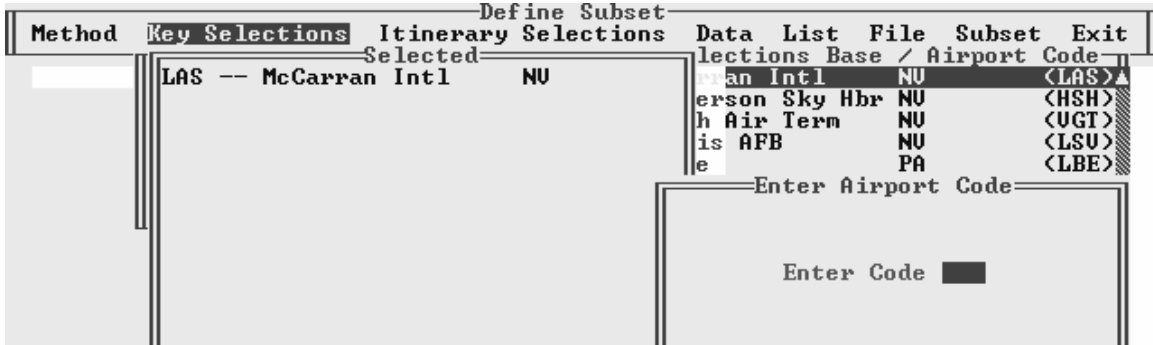 Define Subset
Method Key Selections Itinerary Selections Data List File Subset Exit
Selected
lections Base / Airport Code
LAS -- McCarran Intl NV
an Intl NV (LAS)
erson Sky Hbr NV (HSH)
h Air Term NV (VGT)
is AFB NV (LSV)
e PA (LBE)
Enter Airport Code
Enter Code